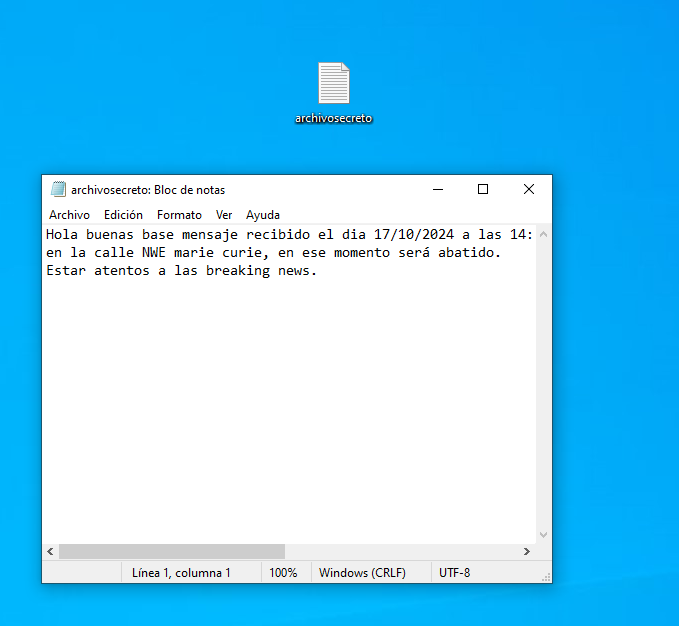 archivosecreto
archivosecreto: Bloc de notas
Archivo Edición Formato Ver Ayuda
Hola buenas base mensaje recibido el dia 17/10/2024 a las 14:
en la calle NWE marie curie, en ese momento será abatido.
Estar atentos a las breaking news.
Línea 1, columna 1 100% Windows (CRLF) UTF-8